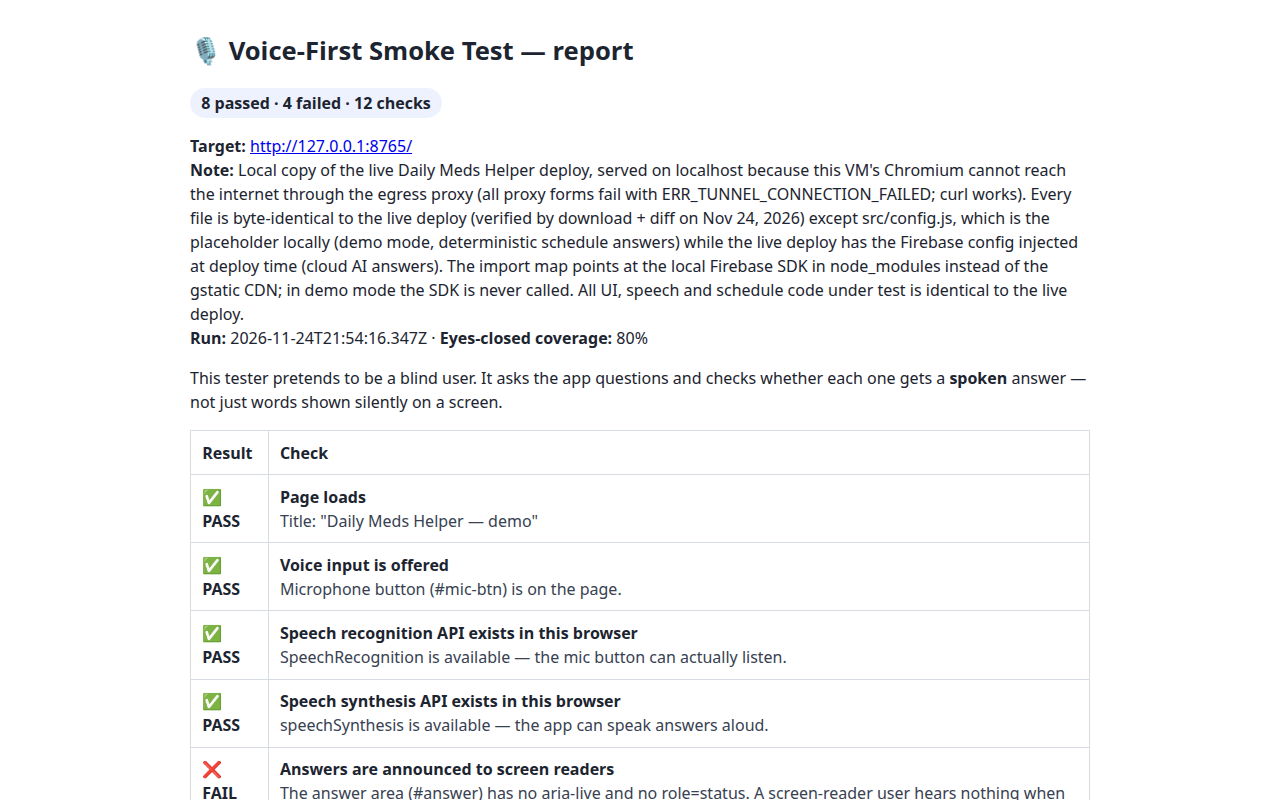 🎙️ Voice-First Smoke Test — report
8 passed · 4 failed · 12 checks
Target: http://127.0.0.1:8765/
Note: Local copy of the live Daily Meds Helper deploy, served on localhost because this VM's Chromium cannot reach
the internet through the egress proxy (all proxy forms fail with ERR_TUNNEL_CONNECTION_FAILED; curl works). Every
file is byte-identical to the live deploy (verified by download + diff on Nov 24, 2026) except src/config.js, which is the
placeholder locally (demo mode, deterministic schedule answers) while the live deploy has the Firebase config injected
at deploy time (cloud AI answers). The import map points at the local Firebase SDK in node_modules instead of the
gstatic CDN; in demo mode the SDK is never called. All UI, speech and schedule code under test is identical to the live
deploy.
Run: 2026-11-24T21:54:16.347Z · Eyes-closed coverage: 80%
This tester pretends to be a blind user. It asks the app questions and checks whether each one gets a spoken answer —
not just words shown silently on a screen.
Result Check
✅ Page loads
PASS Title: "Daily Meds Helper — demo"
✅ Voice input is offered
PASS Microphone button (#mic-btn) is on the page.
✅ Speech recognition API exists in this browser
PASS SpeechRecognition is available — the mic button can actually listen.
✅ Speech synthesis API exists in this browser
PASS speechSynthesis is available — the app can speak answers aloud.
❌ Answers are announced to screen readers
FAIL The answer area (#answer) has no aria-live and no role=status. A screen-reader user hears nothing when